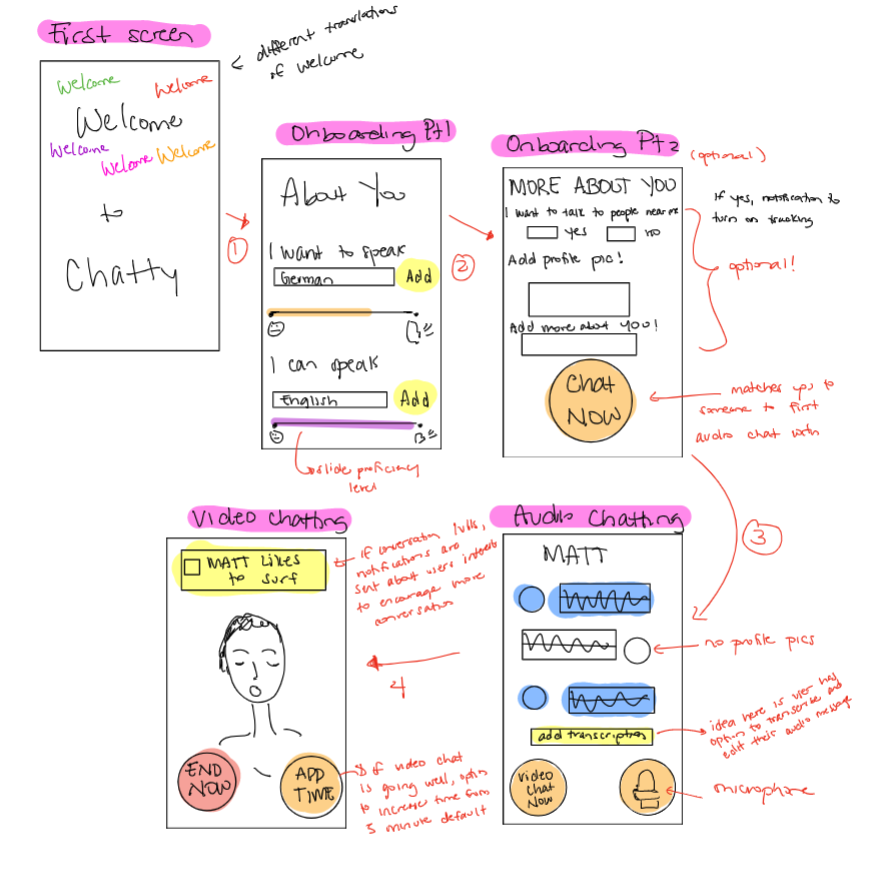 First screen
< different translations
of welcome
Welcome
Welcome
Welcome
Welcome
Welcome
Welcome
to
Chatty
1
Onboarding Pt1
About You
I want to speak
German
Add
I can speak
English
Add
slide proficiency
level
2
Onboarding Pt2
(optional)
MORE ABOUT YOU
I want to talk to people near me
yes
no
If yes, notification to
turn on tracking
Add profile pic!
optional!
Add more about YOU!
Chat
NOW
matches you to
someone to first
audio chat with
3
Audio Chatting
MATT
no profile pics
add transcription
idea here is user has
option to transcribe and
edit their audio message
Video
Chat
Now
microphone
4
Video Chatting
MATT Likes
to surf
if conversation lulls,
notifications are
sent about users interest
to encourage more
conversation
END
NOW
ADD
TIME
if video chat
is going well, option
to increase time from
5 minute default